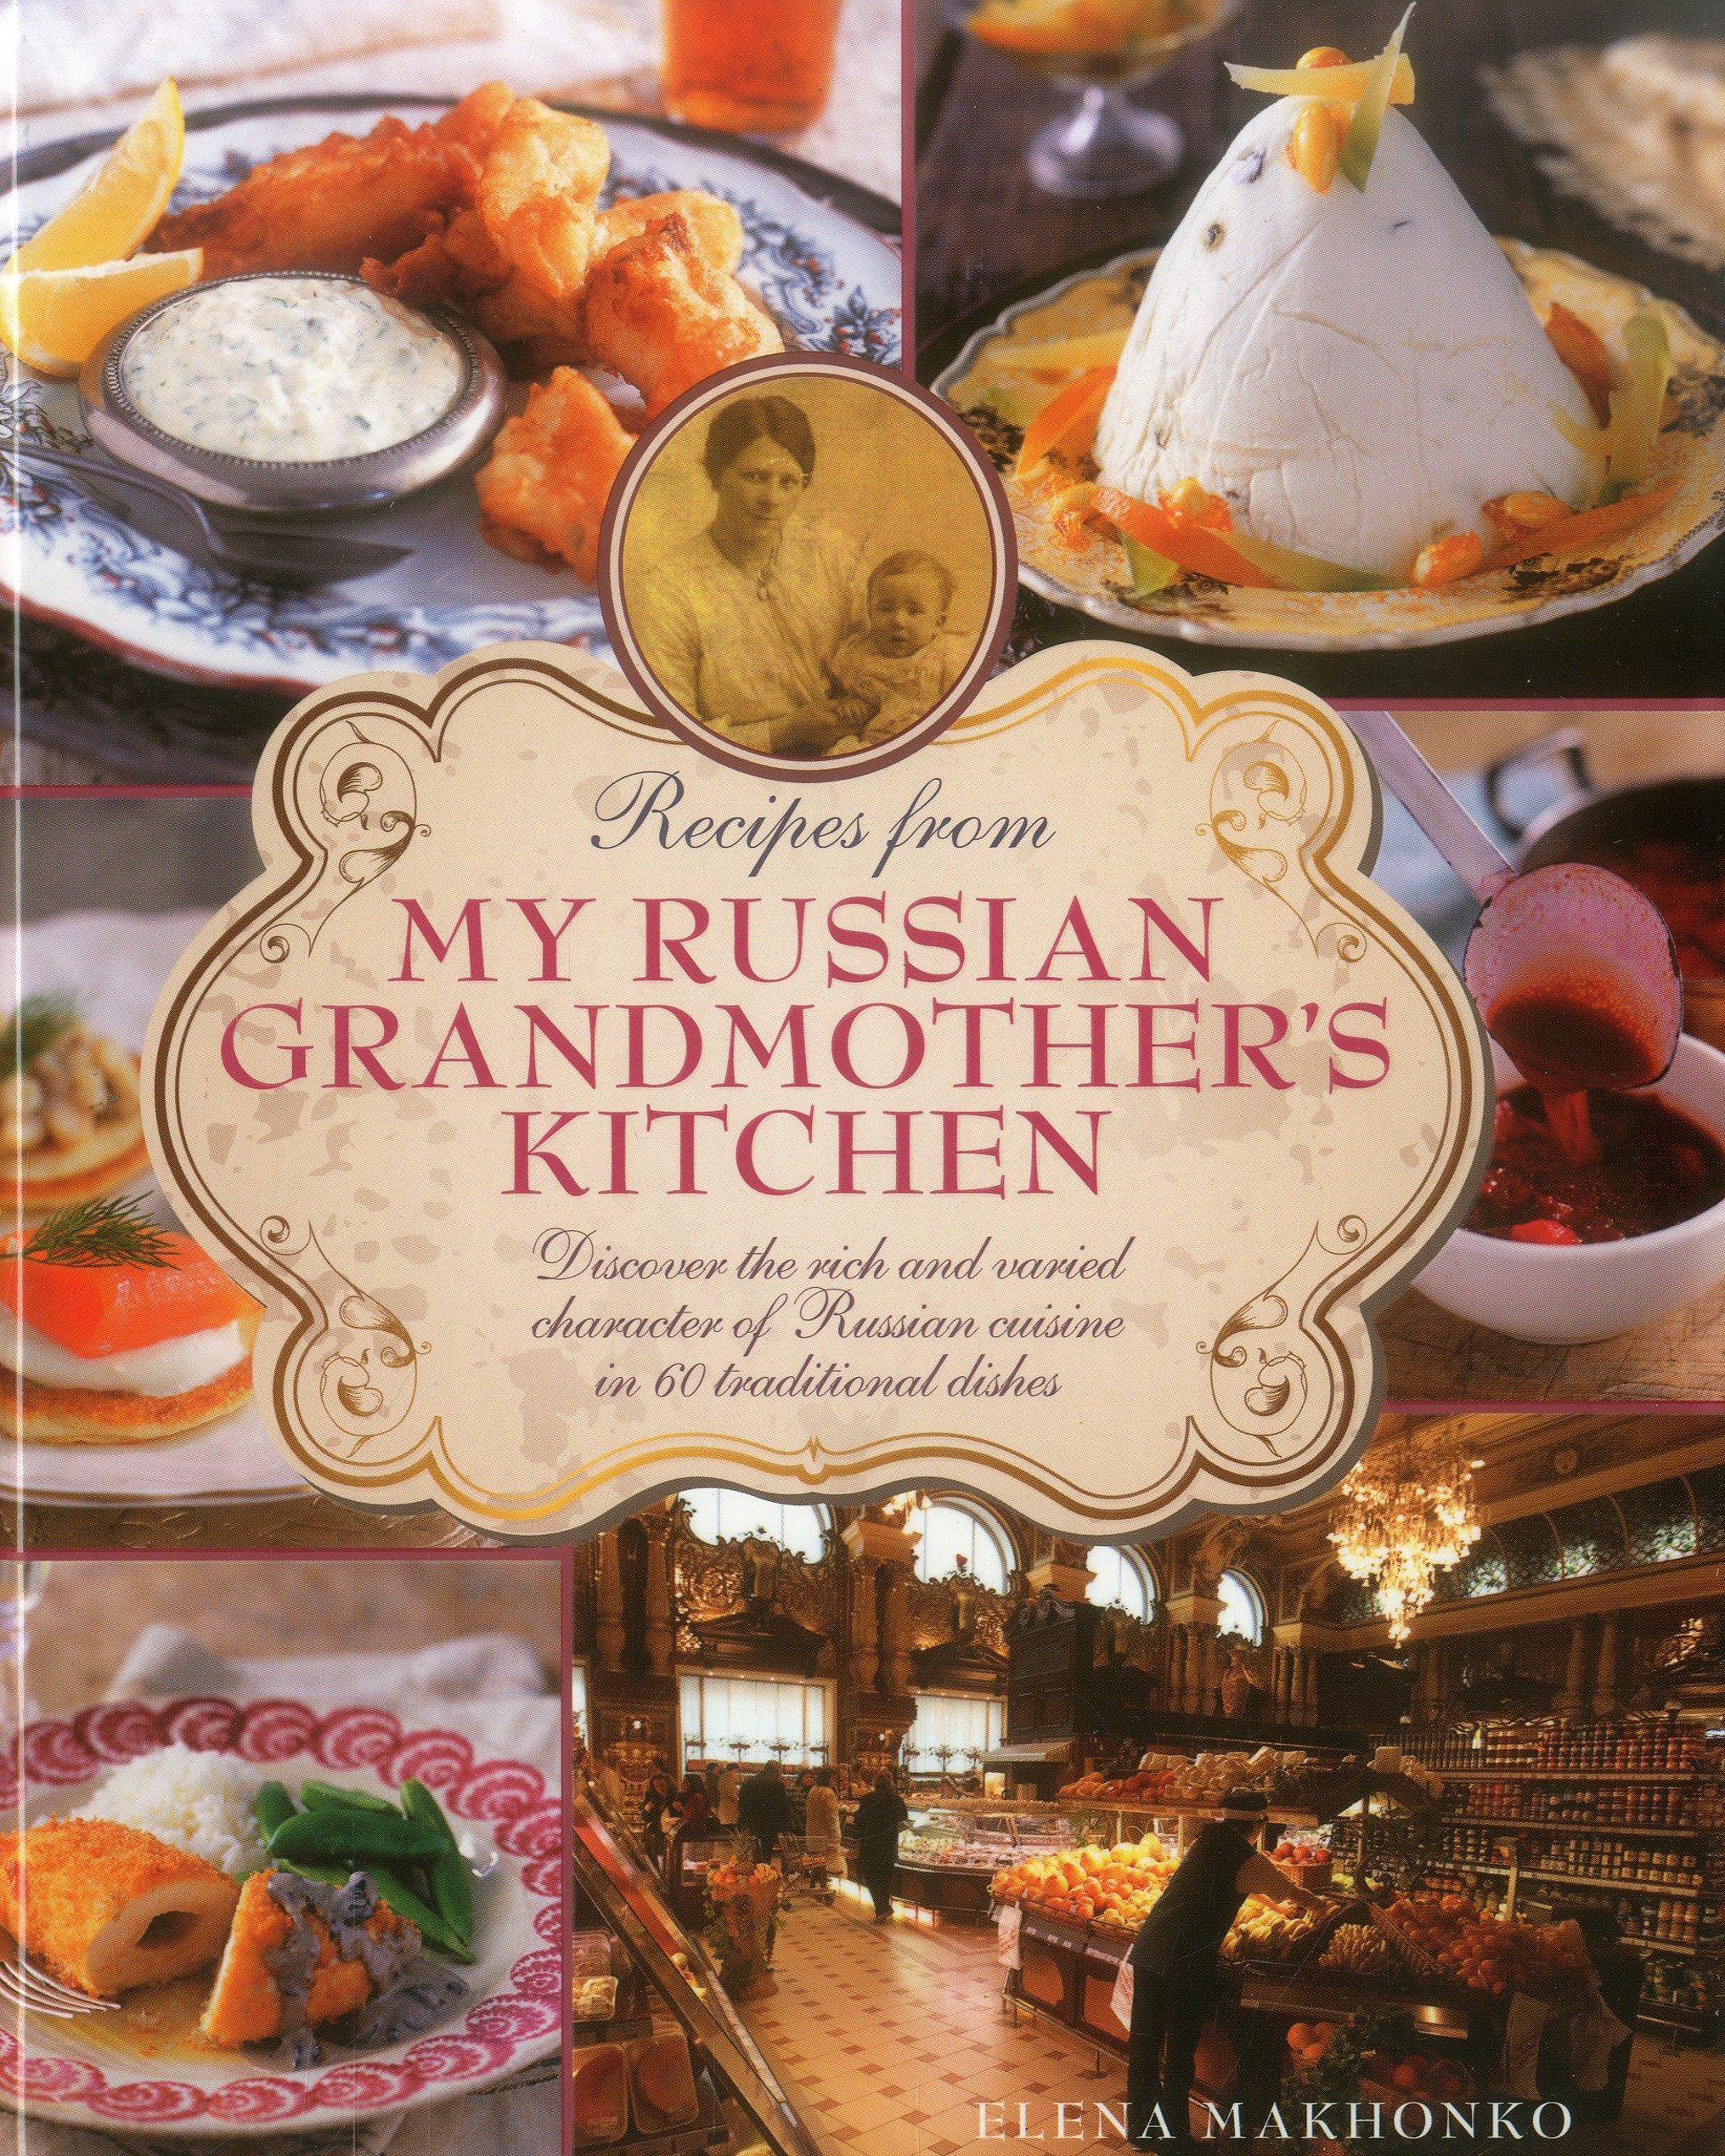 Recipes from
MY RUSSIAN
GRANDMOTHER'S
KITCHEN
Discover the rich and varied
character of Russian cuisine
in 60 traditional dishes
ELENA MAKHONKO